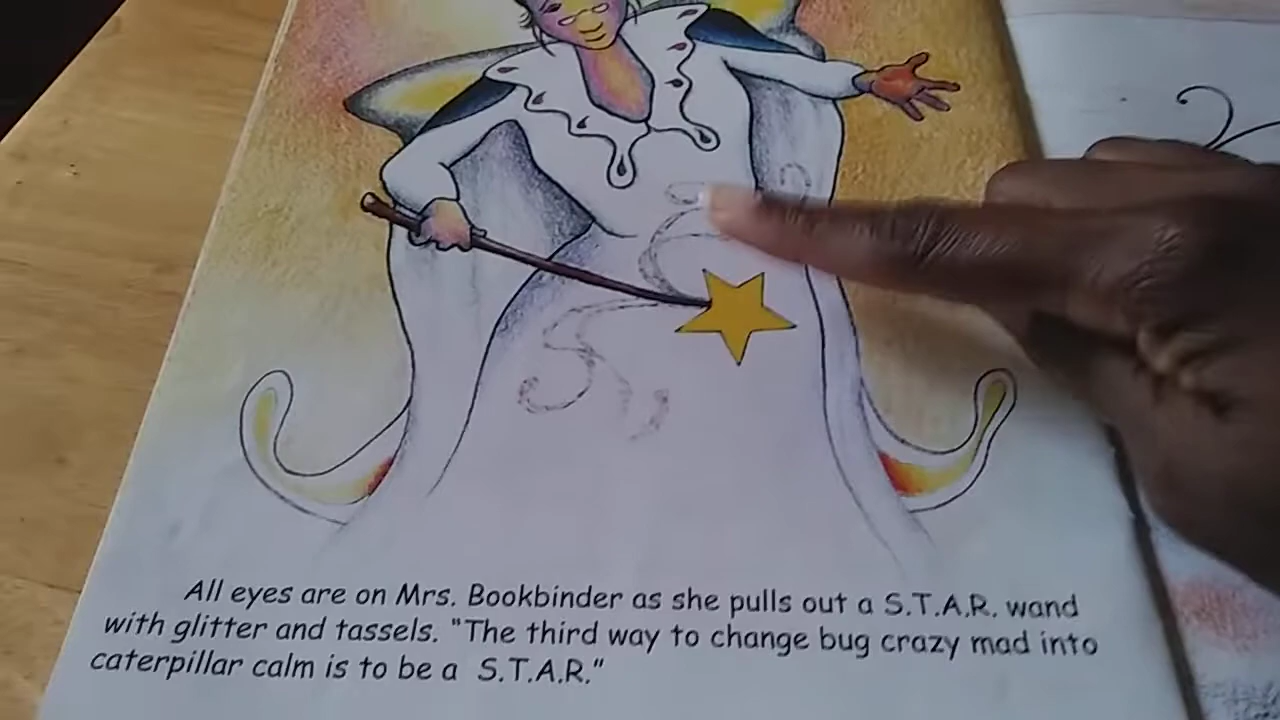 All eyes are on Mrs. Bookbinder as she pulls out a S.T.A.R. wand
with glitter and tassels. "The third way to change bug crazy mad into
caterpillar calm is to be a S.T.A.R."